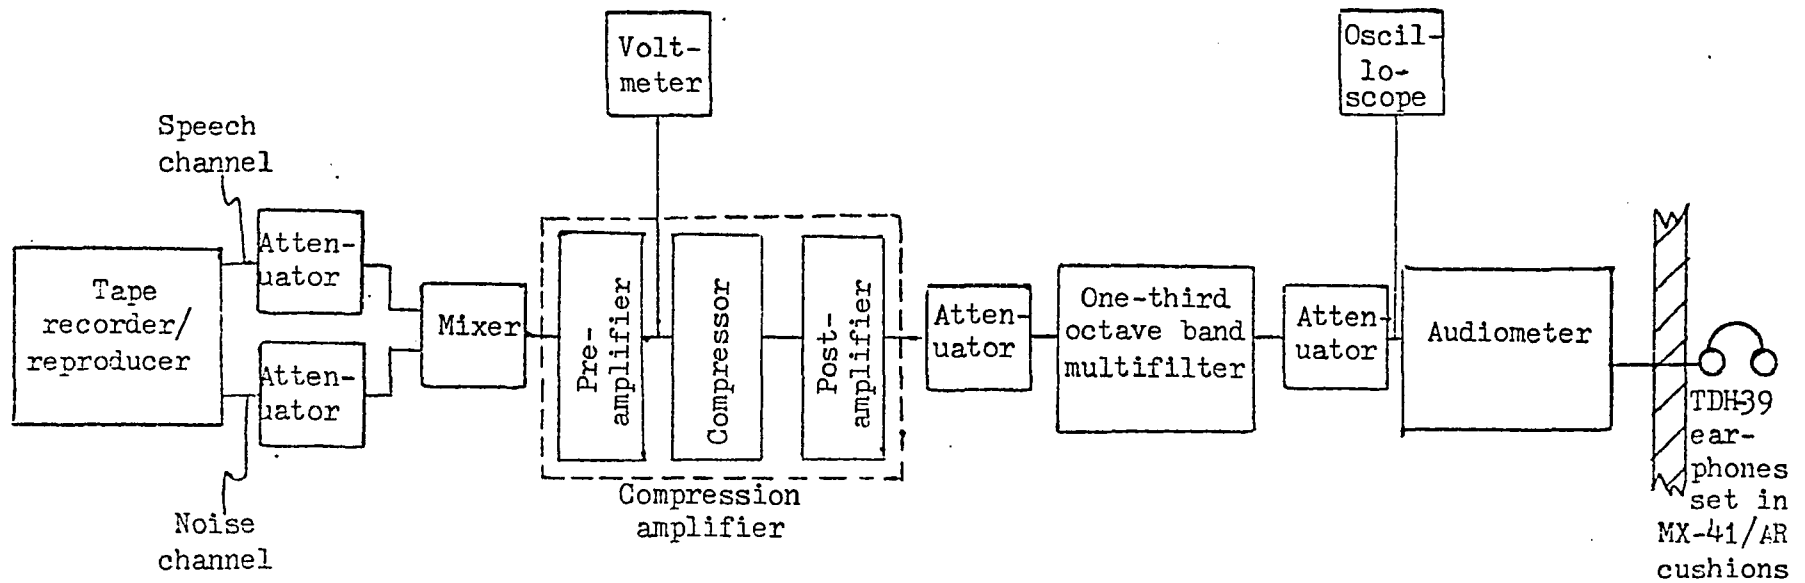 Volt-
meter
Oscil-
lo-
scope
Speech
channel
Atten-
uator
Tape
recorder/
reproducer
Atten-
uator
Noise
channel
Mixer
Pre-
amplifier
Compressor
Post-
amplifier
Compression
amplifier
Atten-
uator
One-third
octave band
multifilter
Atten-
uator
Audiometer
TDH-39
ear-
phones
set in
MX-41/AR
cushions